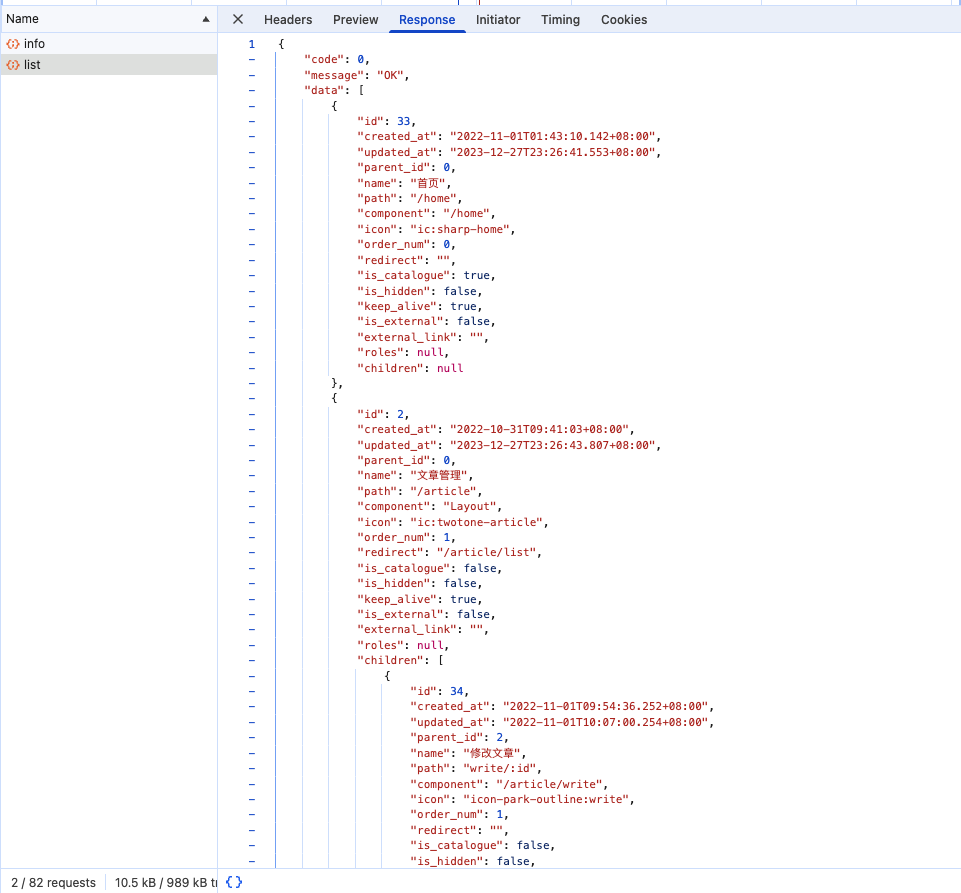 Name
Headers Preview Response Initiator Timing Cookies
info
list
1 {
"code": 0,
"message": "OK",
"data": [
{
"id": 33,
"created_at": "2022-11-01T01:43:10.142+08:00",
"updated_at": "2023-12-27T23:26:41.553+08:00",
"parent_id": 0,
"name": "首页",
"path": "/home",
"component": "/home",
"icon": "ic:sharp-home",
"order_num": 0,
"redirect": "",
"is_catalogue": true,
"is_hidden": false,
"keep_alive": true,
"is_external": false,
"external_link": "",
"roles": null,
"children": null
},
{
"id": 2,
"created_at": "2022-10-31T09:41:03+08:00",
"updated_at": "2023-12-27T23:26:43.807+08:00",
"parent_id": 0,
"name": "文章管理",
"path": "/article",
"component": "Layout",
"icon": "ic:twotone-article",
"order_num": 1,
"redirect": "/article/list",
"is_catalogue": false,
"is_hidden": false,
"keep_alive": true,
"is_external": false,
"external_link": "",
"roles": null,
"children": [
{
"id": 34,
"created_at": "2022-11-01T09:54:36.252+08:00",
"updated_at": "2022-11-01T10:07:00.254+08:00",
"parent_id": 2,
"name": "修改文章",
"path": "write/:id",
"component": "/article/write",
"icon": "icon-park-outline:write",
"order_num": 1,
"redirect": "",
"is_catalogue": false,
"is_hidden": false,
2 / 82 requests 10.5 kB / 989 kB t {}